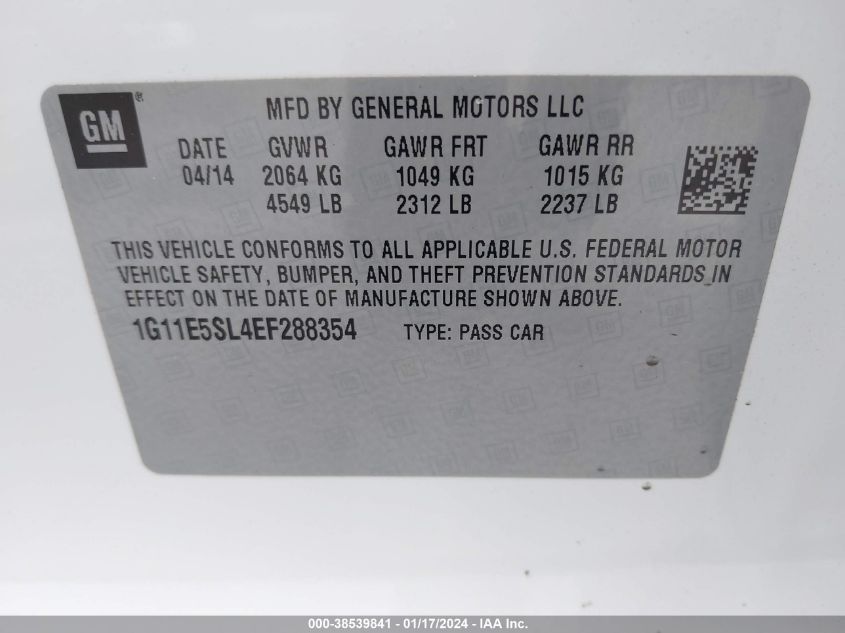 GM ®
MFD BY GENERAL MOTORS LLC
DATE GVWR GAWR FRT GAWR RR
04/14 2064 KG 1049 KG 1015 KG
4549 LB 2312 LB 2237 LB
THIS VEHICLE CONFORMS TO ALL APPLICABLE U.S. FEDERAL MOTOR
VEHICLE SAFETY, BUMPER, AND THEFT PREVENTION STANDARDS IN
EFFECT ON THE DATE OF MANUFACTURE SHOWN ABOVE.
1G11E5SL4EF288354 TYPE: PASS CAR
000-38539841 - 01/17/2024 - IAA Inc.